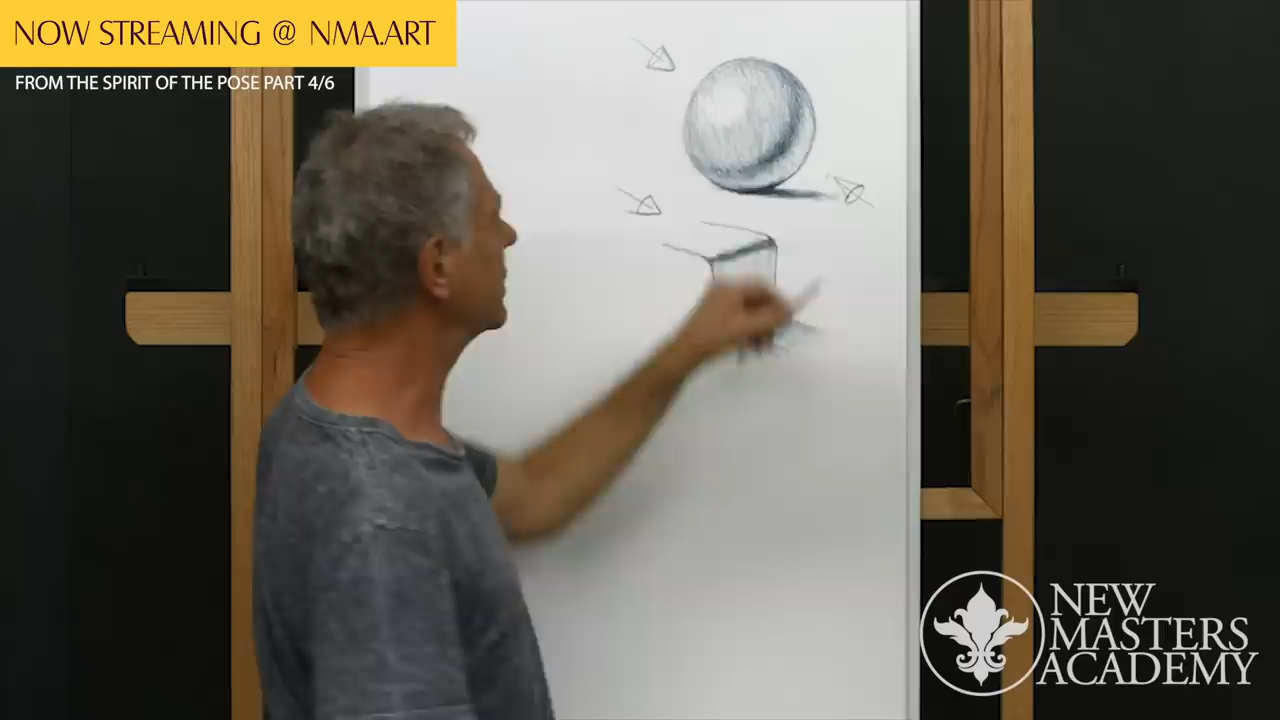 NOW STREAMING @ NMA.ART
FROM THE SPIRIT OF THE POSE PART 4/6
NEW
MASTERS
ACADEMY